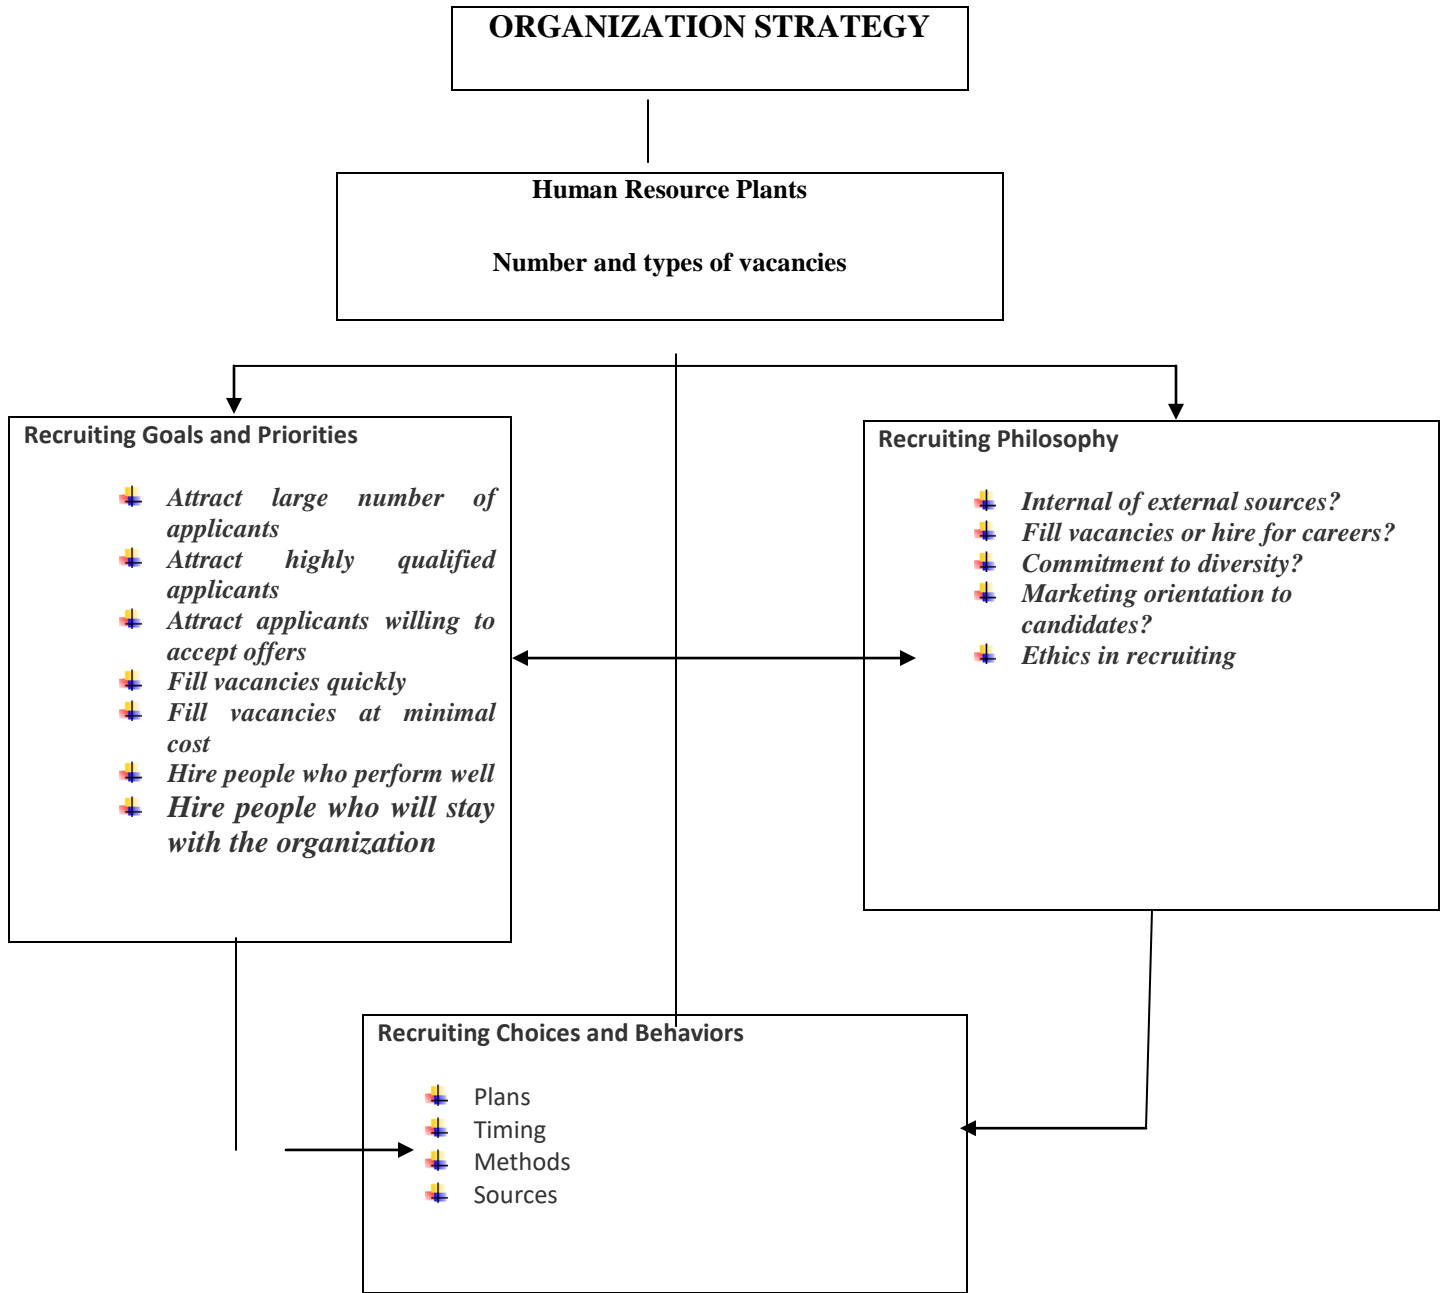 ORGANIZATION STRATEGY
Human Resource Plants
Number and types of vacancies
Recruiting Goals and Priorities
Attract large number of
applicants
Attract highly qualified
applicants
Attract applicants willing to
accept offers
Fill vacancies quickly
Fill vacancies at minimal
cost
Hire people who perform well
Hire people who will stay
with the organization
Recruiting Philosophy
Internal of external sources?
Fill vacancies or hire for careers?
Commitment to diversity?
Marketing orientation to
candidates?
Ethics in recruiting
Recruiting Choices and Behaviors
Plans
Timing
Methods
Sources